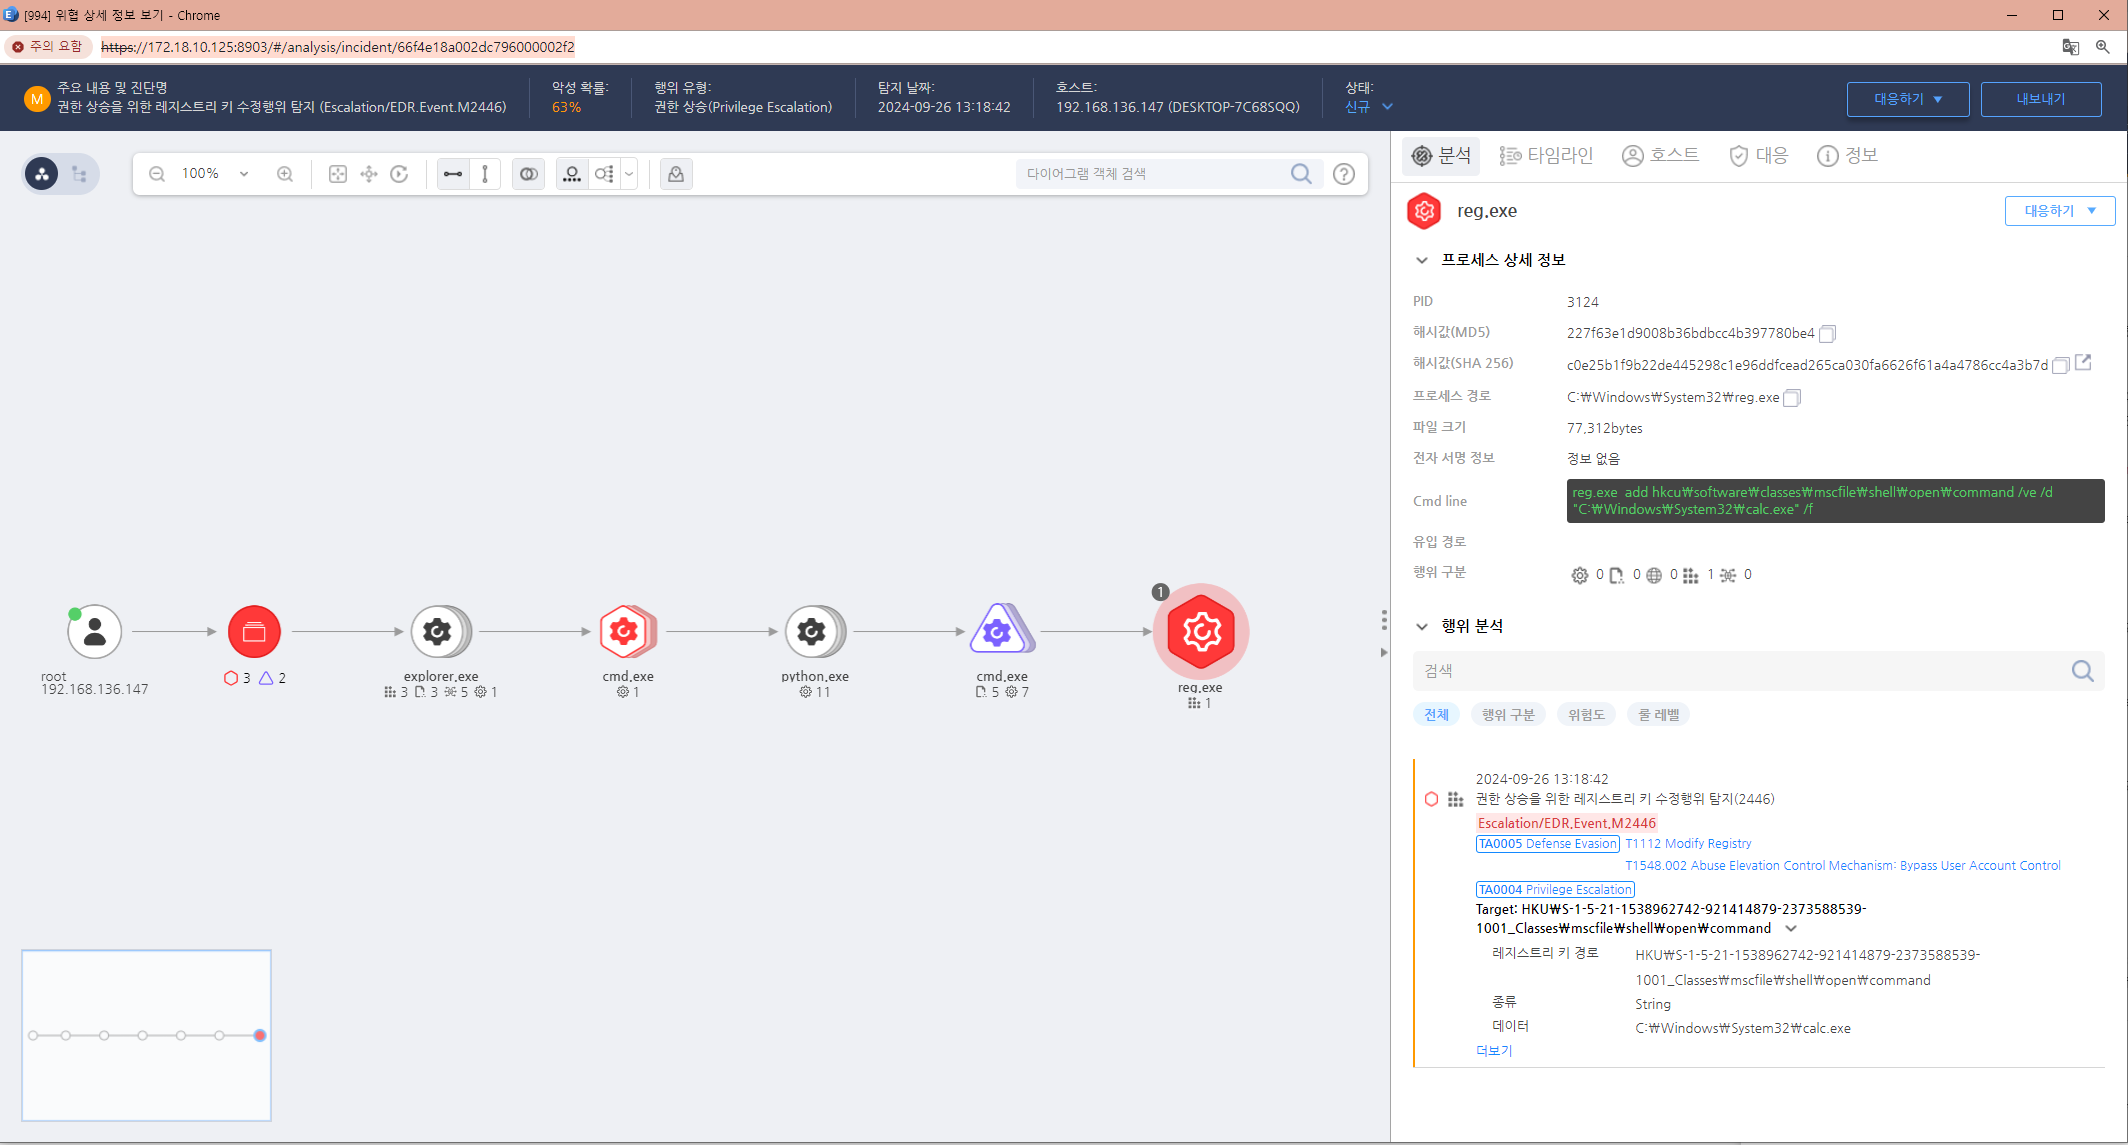 [994] 위협 상세 정보 보기 - Chrome
주의 요함 https://172.18.10.125:8903/#/analysis/incident/66f4e18a002dc796000002f2
M
주요 내용 및 진단명
권한 상승을 위한 레지스트리 키 수정행위 탐지 (Escalation/EDR.Event.M2446)
악성 확률:
63%
행위 유형:
권한 상승(Privilege Escalation)
탐지 날짜:
2024-09-26 13:18:42
호스트:
192.168.136.147 (DESKTOP-7C68SQQ)
상태:
신규
대응하기
내보내기
100%
다이어그램 객체 검색
root
192.168.136.147
3 2
explorer.exe
3 3 5 1
cmd.exe
1
python.exe
11
cmd.exe
5 7
1
reg.exe
1
분석 타임라인 호스트 대응 정보
reg.exe
대응하기
프로세스 상세 정보
PID 3124
해시값(MD5) 227f63e1d9008b36bdbcc4b397780be4
해시값(SHA 256) c0e25b1f9b22de445298c1e96ddfcead265ca030fa6626f61a4a4786cc4a3b7d
프로세스 경로 C:₩Windows₩System32₩reg.exe
파일 크기 77,312bytes
전자 서명 정보 정보 없음
Cmd line
reg.exe  add hkcu₩software₩classes₩mscfile₩shell₩open₩command /ve /d
"C:₩Windows₩System32₩calc.exe" /f
유입 경로
행위 구분 0 0 0 1 0
행위 분석
검색
전체 행위 구분 위험도 룰 레벨
2024-09-26 13:18:42
권한 상승을 위한 레지스트리 키 수정행위 탐지(2446)
Escalation/EDR.Event.M2446
TA0005 Defense Evasion T1112 Modify Registry
T1548.002 Abuse Elevation Control Mechanism: Bypass User Account Control
TA0004 Privilege Escalation
Target: HKU₩S-1-5-21-1538962742-921414879-2373588539-
1001_Classes₩mscfile₩shell₩open₩command
레지스트리 키 경로 HKU₩S-1-5-21-1538962742-921414879-2373588539-
1001_Classes₩mscfile₩shell₩open₩command
종류 String
데이터 C:₩Windows₩System32₩calc.exe
더보기